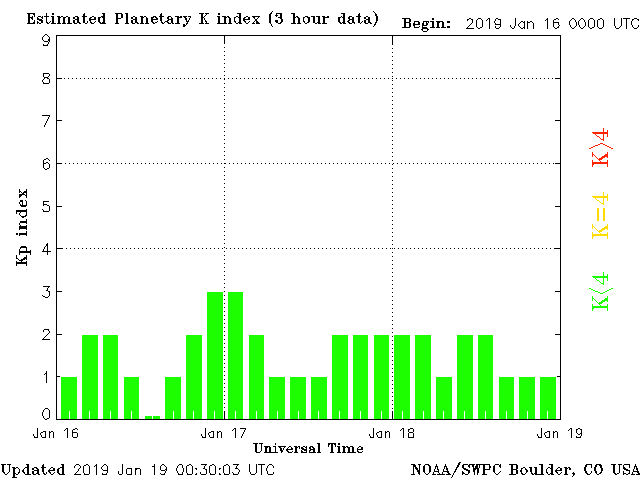 Estimated Planetary K index (3 hour data) Begin: 2019 Jan 16 0000 UTC
9
8
7
6
5
4
3
2
1
0
Kp index
K>4
K=4
K<4
Jan 16 Jan 17 Jan 18 Jan 19
Universal Time
Updated 2019 Jan 19 00:30:03 UTC NOAA/SWPC Boulder, CO USA